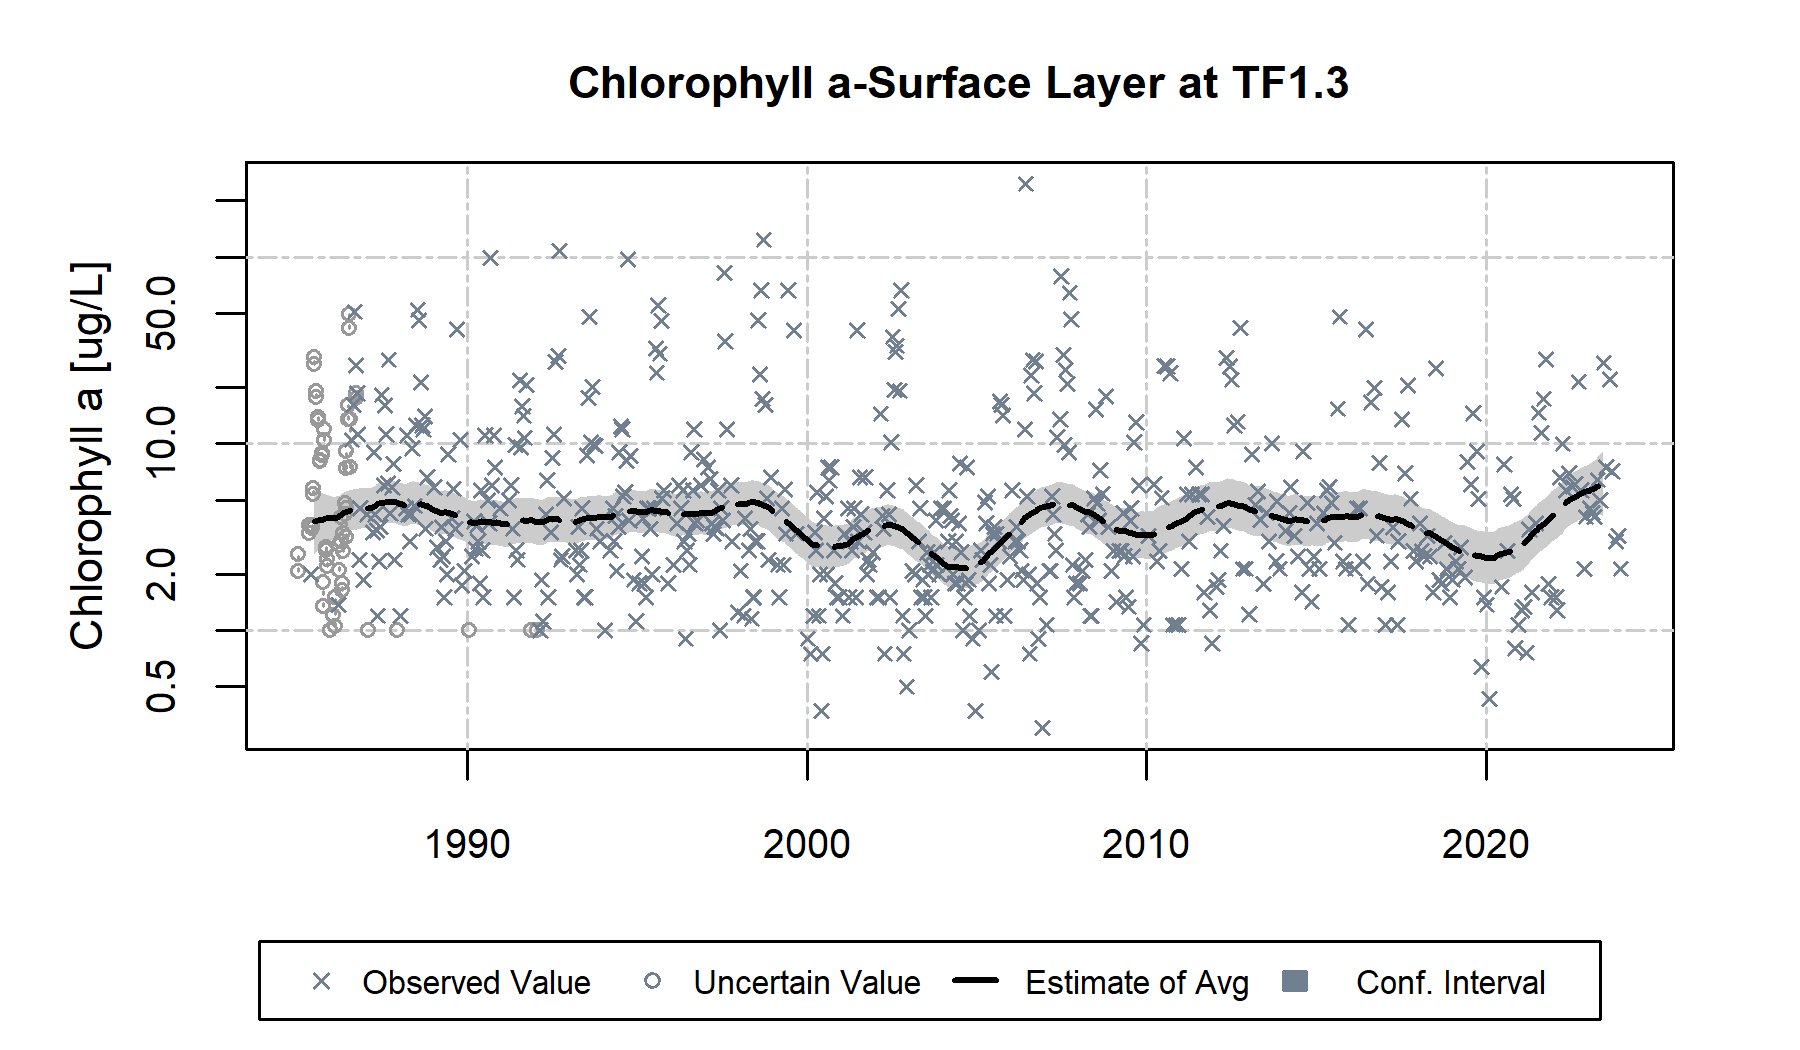 Chlorophyll a-Surface Layer at TF1.3
Chlorophyll a [ug/L]
50.0
10.0
2.0
0.5
1990 2000 2010 2020
Observed Value Uncertain Value Estimate of Avg Conf. Interval